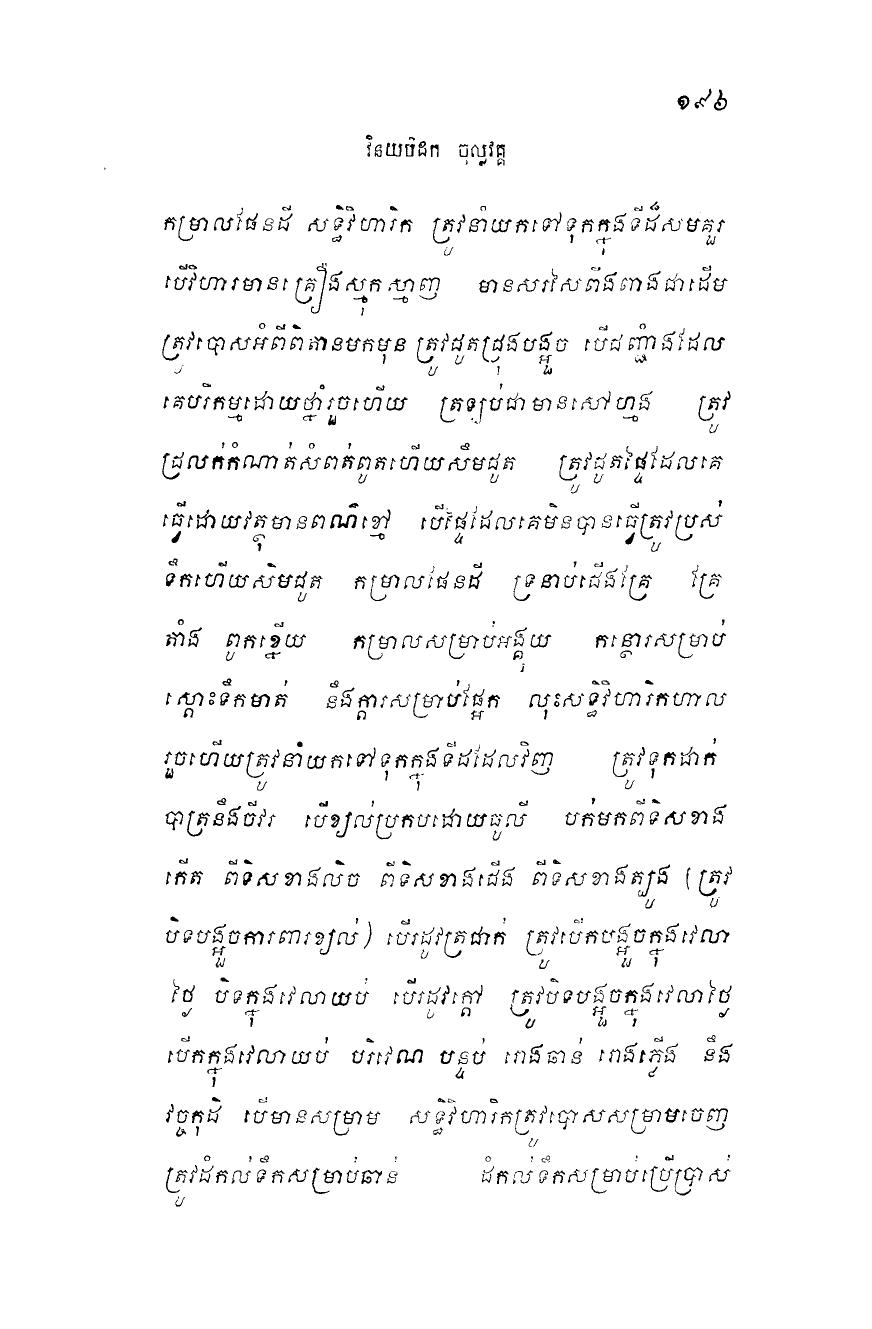 ១៩៦
វិនយបិដក ចុល្លវគ្គ
កម្រាលផែនដី សទ្ធិវិហារិក ត្រូវនាំយកទៅទុកក្នុងទីដ៏សមគួរ
បើវិហារមានគ្រឿងស្មុកស្មាញ មានសរសៃពីងពាងជាដើម
ត្រូវបោសអំពីពិតានមកមុន ត្រូវជូតជ្រុងបង្អួច បើជញ្ជាំងដែល
គេបរិកម្មដោយថ្នាំរួចហើយ ត្រឡប់ជាមានសៅហ្មង ត្រូវ
ជ្រលក់កំណាត់សំពត់ពូតហើយសឹមជូត ត្រូវជូតផ្ទៃដែលគេ
ធ្វើដោយវត្ថុមានពណ៌ខ្មៅ បើផ្ទៃដែលគេមិនបានធ្វើត្រូវប្រស់
ទឹកហើយសិមជូត កម្រាលផែនដី ទ្រនាប់ជើងគ្រែ គ្រែ
តាំង ពូកខ្នើយ កម្រាលសម្រាប់អង្គុយ កន្ថោរសម្រាប់
ស្តោះទឹកមាត់ នឹងក្តារសម្រាប់ផ្អែក លុះសទ្ធិវិហារិកហាល
រួចហើយត្រូវនាំយកទៅទុកក្នុងទីដដែលវិញ ត្រូវទុកដាក់
បាត្រនឹងចីវរ បើខ្យល់ប្រកបដោយធូលី បក់មកពីទិសខាង
កើត ពីទិសខាងលិច ពីទិសខាងជើង ពីទិសខាងត្បូង (ត្រូវ
បិទបង្អួចការពារខ្យល់) បើរដូវត្រជាក់ ត្រូវបើកបង្អួចក្នុងវេលា
ថ្ងៃ បិទក្នុងវេលាយប់ បើរដូវក្តៅ ត្រូវបិទបង្អួចក្នុងវេលាថ្ងៃ
បើកក្នុងវេលាយប់ បរិវេណ បន្ទប់ រោងឆាន់ រោងភ្លើង នឹង
វច្ចកុដិ បើមានសម្រាម សទ្ធិវិហារិកត្រូវបោសសម្រាមចេញ
ត្រូវដំកល់ទឹកសម្រាប់ឆាន់ ដំកល់ទឹកសម្រាប់ប្រើប្រាស់